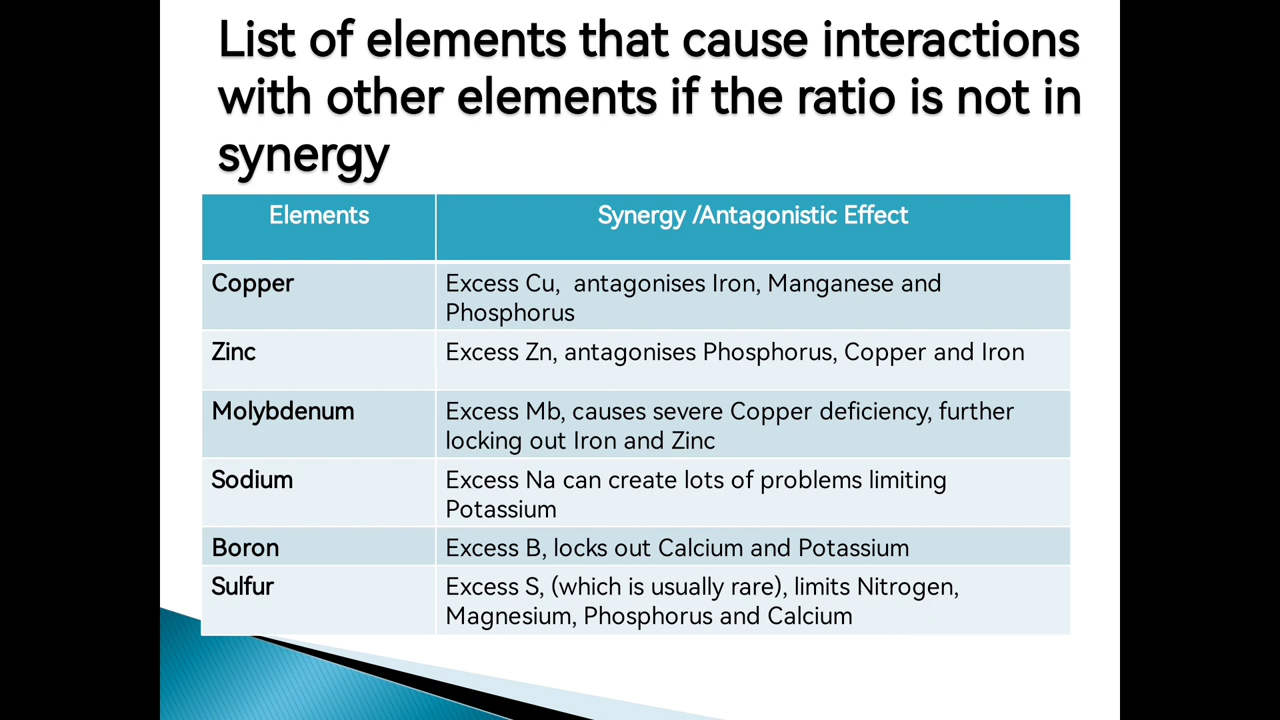 List of elements that cause interactions
with other elements if the ratio is not in
synergy
Elements
Synergy /Antagonistic Effect
Copper
Excess Cu,  antagonises Iron, Manganese and
Phosphorus
Zinc
Excess Zn, antagonises Phosphorus, Copper and Iron
Molybdenum
Excess Mb, causes severe Copper deficiency, further
locking out Iron and Zinc
Sodium
Excess Na can create lots of problems limiting
Potassium
Boron
Excess B, locks out Calcium and Potassium
Sulfur
Excess S, (which is usually rare), limits Nitrogen,
Magnesium, Phosphorus and Calcium